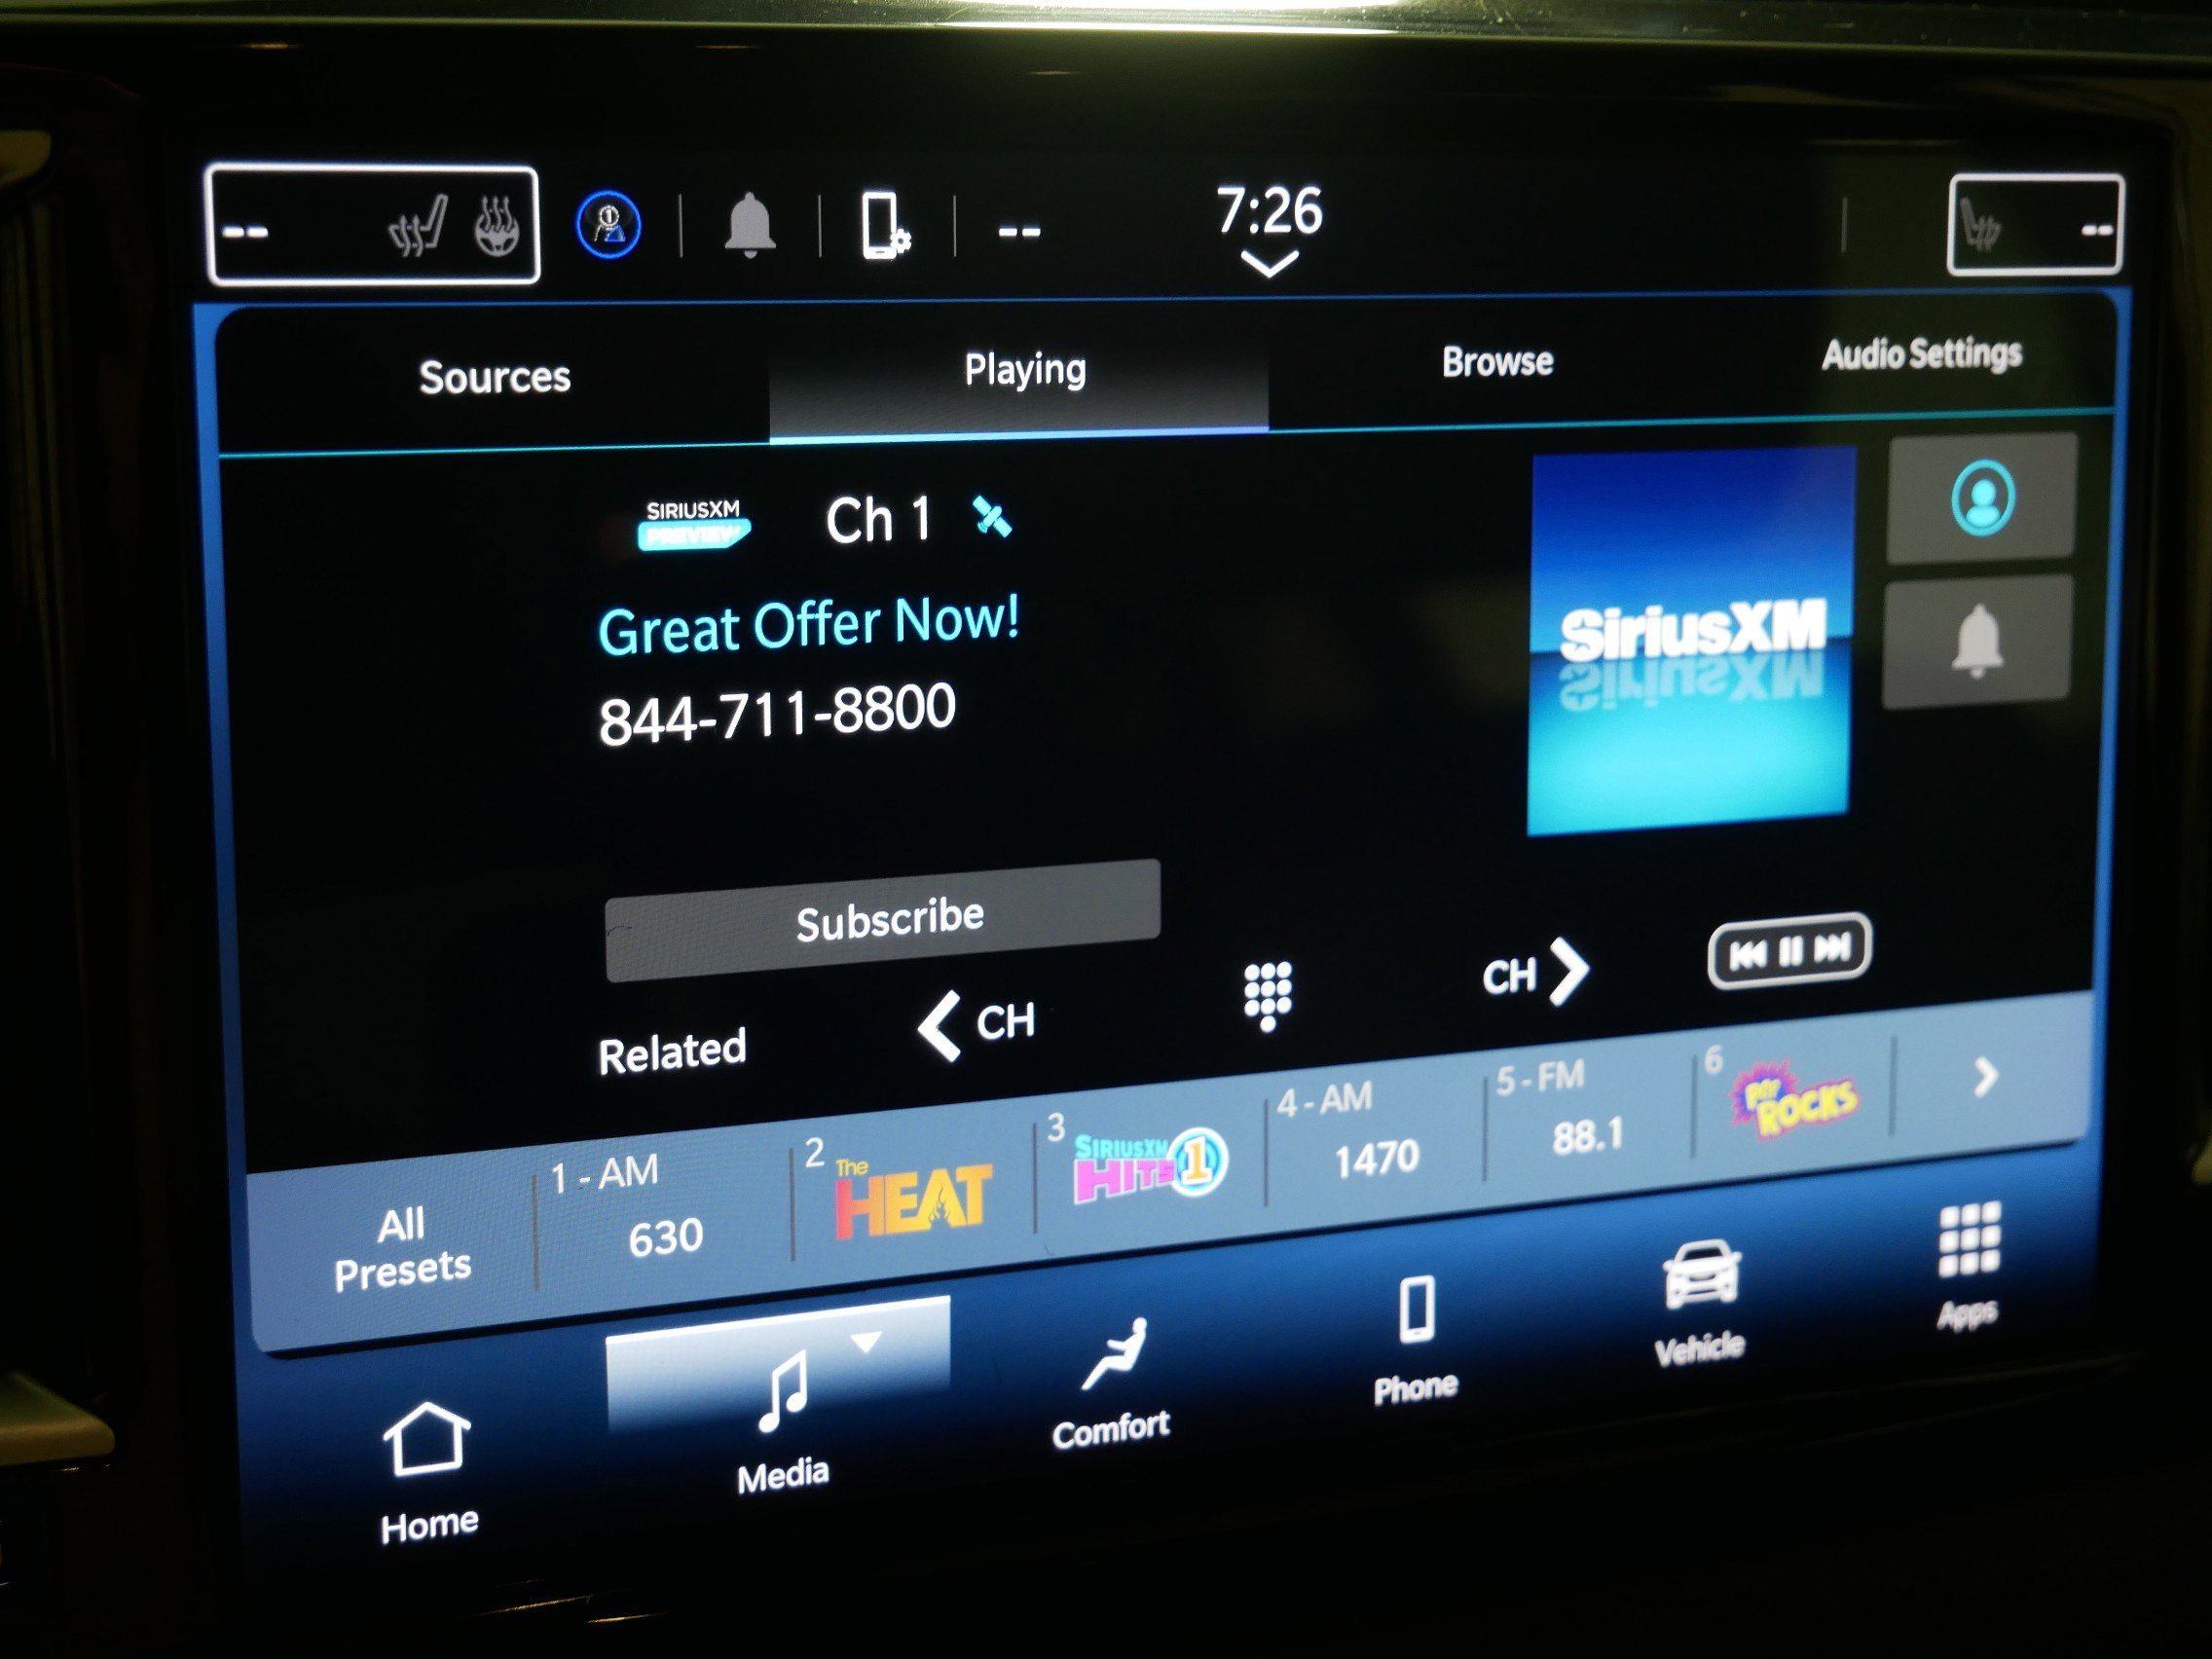 -- -- 7:26 --
Sources Playing Browse Audio Settings
SIRIUSXM
PREVIEW
Ch 1
Great Offer Now!
844-711-8800
SiriusXM
Subscribe
Related CH CH
All Presets
1 - AM
630
2
The HEAT
3
SIRIUSXM
HITS 1
4 - AM
1470
5 - FM
88.1
6
POP
ROCKS
Home Media Comfort Phone Vehicle Apps